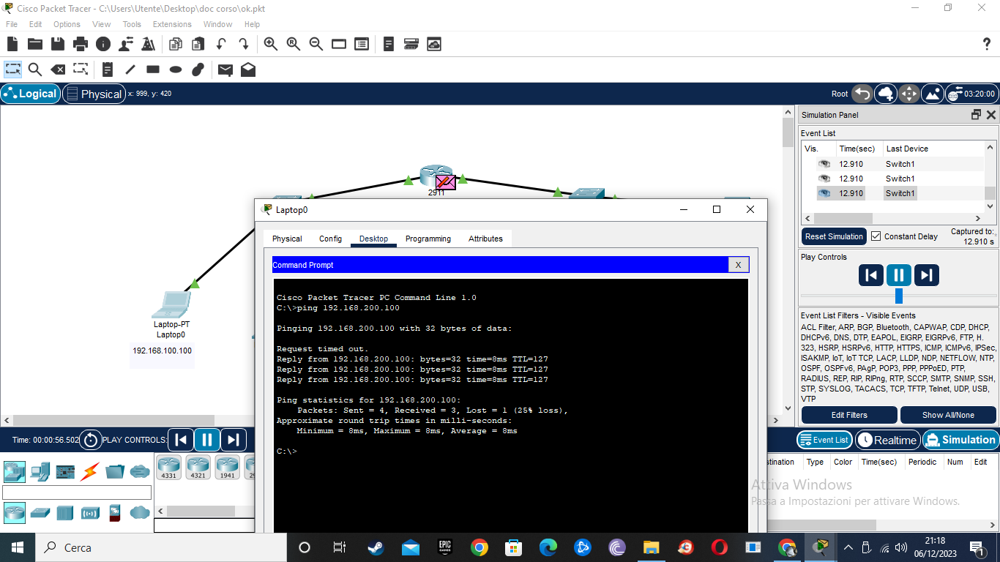 Cisco Packet Tracer - C:\Users\Utente\Desktop\doc corso\ok.pkt
File Edit Options View Tools Extensions Window Help
Logical
Physical
x: 999, y: 420
Root
03:20:00
2911
Laptop-PT
Laptop0
192.168.100.100
Simulation Panel
Event List
Vis. Time(sec) Last Device
12.910 Switch1
12.910 Switch1
12.910 Switch1
Reset Simulation
Constant Delay
Captured to:
12.910 s
Play Controls
Event List Filters - Visible Events
ACL Filter, ARP, BGP, Bluetooth, CAPWAP, CDP, DHCP,
DHCPv6, DNS, DTP, EAPOL, EIGRP, EIGRPv6, FTP, H.
323, HSRP, HSRPv6, HTTP, HTTPS, ICMP, ICMPv6, IPSec,
ISAKMP, IoT, IoT TCP, LACP, LLDP, NDP, NETFLOW, NTP,
OSPF, OSPFv6, PAgP, POP3, PPP, PPPoED, PTP,
RADIUS, REP, RIP, RIPng, RTP, SCCP, SMTP, SNMP, SSH,
STP, SYSLOG, TACACS, TCP, TFTP, Telnet, UDP, USB,
VTP
Edit Filters
Show All/None
Laptop0
Physical Config Desktop Programming Attributes
Command Prompt
X
Cisco Packet Tracer PC Command Line 1.0
C:\>ping 192.168.200.100
Pinging 192.168.200.100 with 32 bytes of data:
Request timed out.
Reply from 192.168.200.100: bytes=32 time=8ms TTL=127
Reply from 192.168.200.100: bytes=32 time=8ms TTL=127
Reply from 192.168.200.100: bytes=32 time=8ms TTL=127
Ping statistics for 192.168.200.100:
Packets: Sent = 4, Received = 3, Lost = 1 (25% loss),
Approximate round trip times in milli-seconds:
Minimum = 8ms, Maximum = 8ms, Average = 8ms
C:\>
Time: 00:00:56.502
PLAY CONTROLS:
Event List
Realtime
Simulation
4331 4321 1941
Type Color Time(sec) Periodic Num Edit
Attiva Windows
Passa a Impostazioni per attivare Windows.
Cerca
EPIC GAMES
21:18
06/12/2023
1